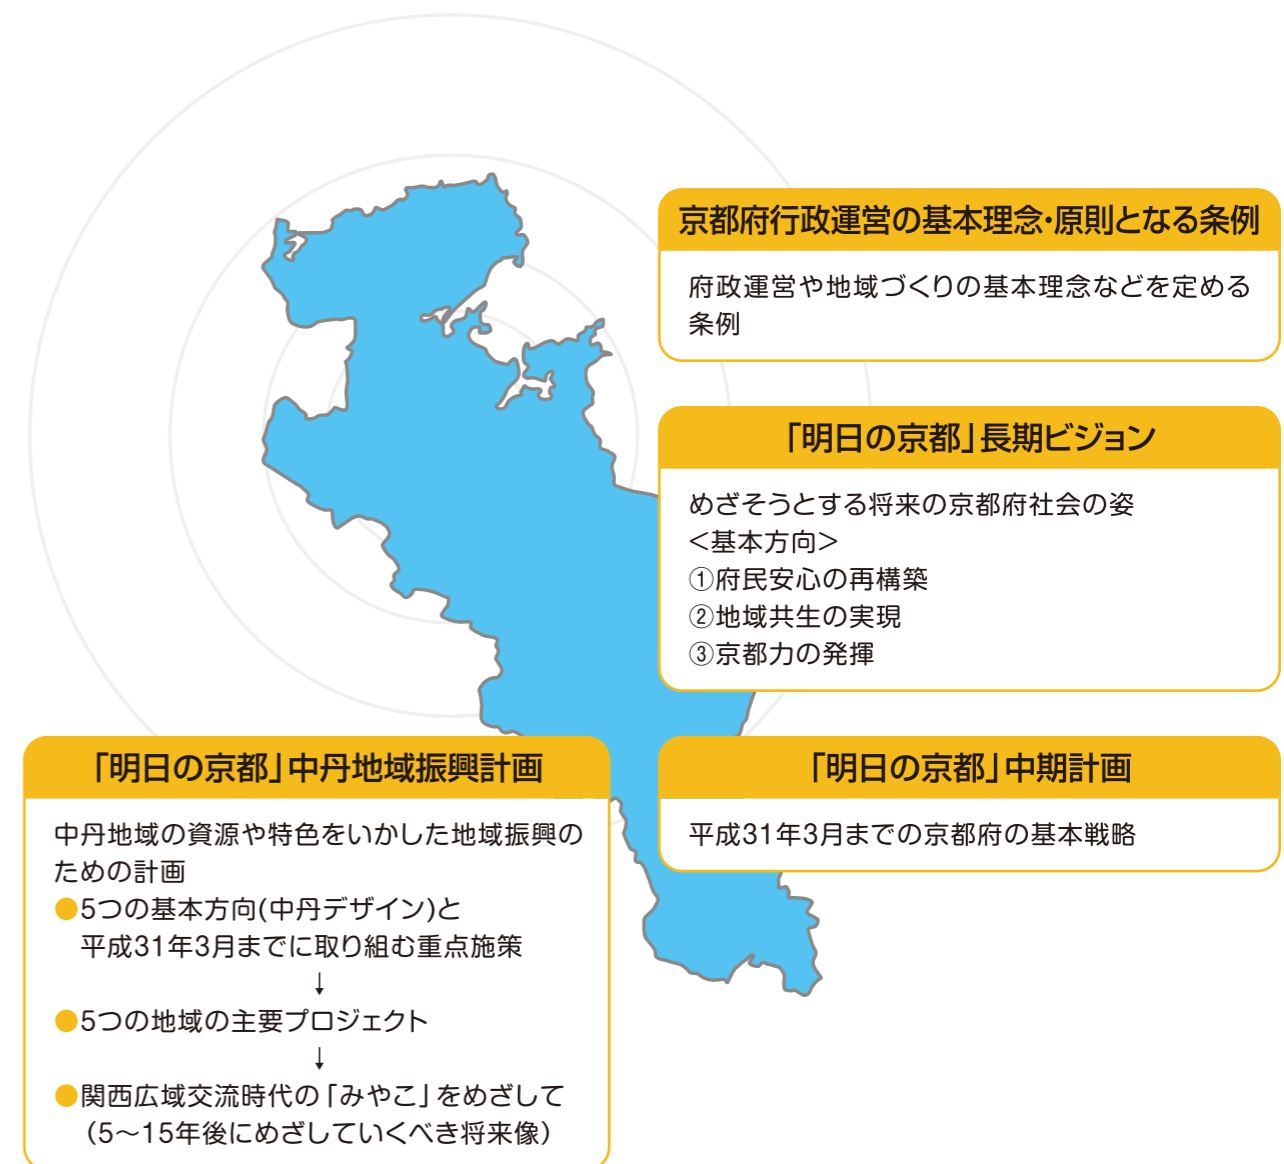 京都府行政運営の基本理念・原則となる条例
府政運営や地域づくりの基本理念などを定める
条例
「明日の京都」長期ビジョン
めざそうとする将来の京都府社会の姿
＜基本方向＞
①府民安心の再構築
②地域共生の実現
③京都力の発揮
「明日の京都」中期計画
平成31年3月までの京都府の基本戦略
「明日の京都」中丹地域振興計画
中丹地域の資源や特色をいかした地域振興の
ための計画
●5つの基本方向(中丹デザイン)と
平成31年3月までに取り組む重点施策
↓
●5つの地域の主要プロジェクト
↓
●関西広域交流時代の「みやこ」をめざして
（5〜15年後にめざしていくべき将来像）